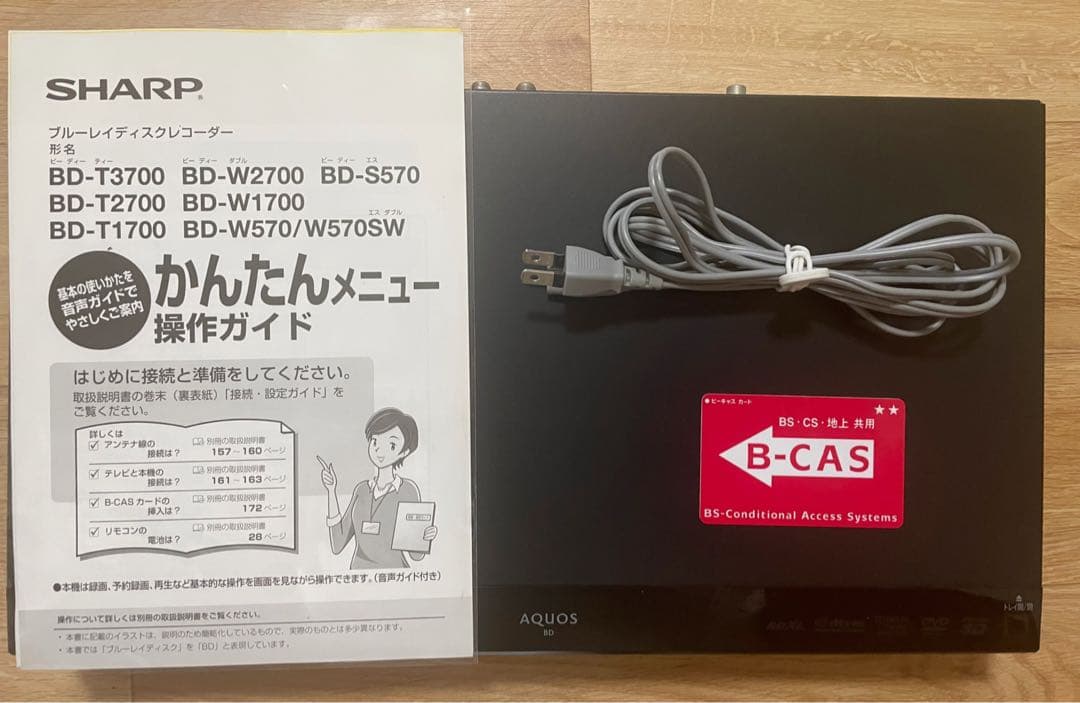 SHARP
ブルーレイディスクレコーダー
形名
ビー ディー ティー ビー ディー ダブル ビー ディー エス
BD-T3700 BD-W2700 BD-S570
BD-T2700 BD-W1700
エス ダブル
BD-T1700 BD-W570/W570SW
基本の使いかたを
音声ガイドで
やさしくご案内
かんたんメニュー
操作ガイド
はじめに接続と準備をしてください。
取扱説明書の巻末(裏表紙)「接続・設定ガイド」を
ご覧ください。
詳しくは
アンテナ線の
接続は?
別冊の取扱説明書
157~160ページ
テレビと本機の
接続は?
別冊の取扱説明書
161~163ページ
B-CASカードの
挿入は?
別冊の取扱説明書
172ページ
リモコンの
電池は?
別冊の取扱説明書
28ページ
●本機は録画、予約録画、再生など基本的な操作を画面を見ながら操作できます。(音声ガイド付き)
操作について詳しくは別冊の取扱説明書をご覧ください。
・本書に記載のイラストは、説明のため簡略化しているもので、実際のものとは多少異なります。
・本書では「ブルーレイディスク」を「BD」と表現しています。
●ビーキャス カード
★★
BS・CS・地上 共用
B-CAS
BS-Conditional Access Systems
AQUOS
BD
トレイ開/閉
DVD